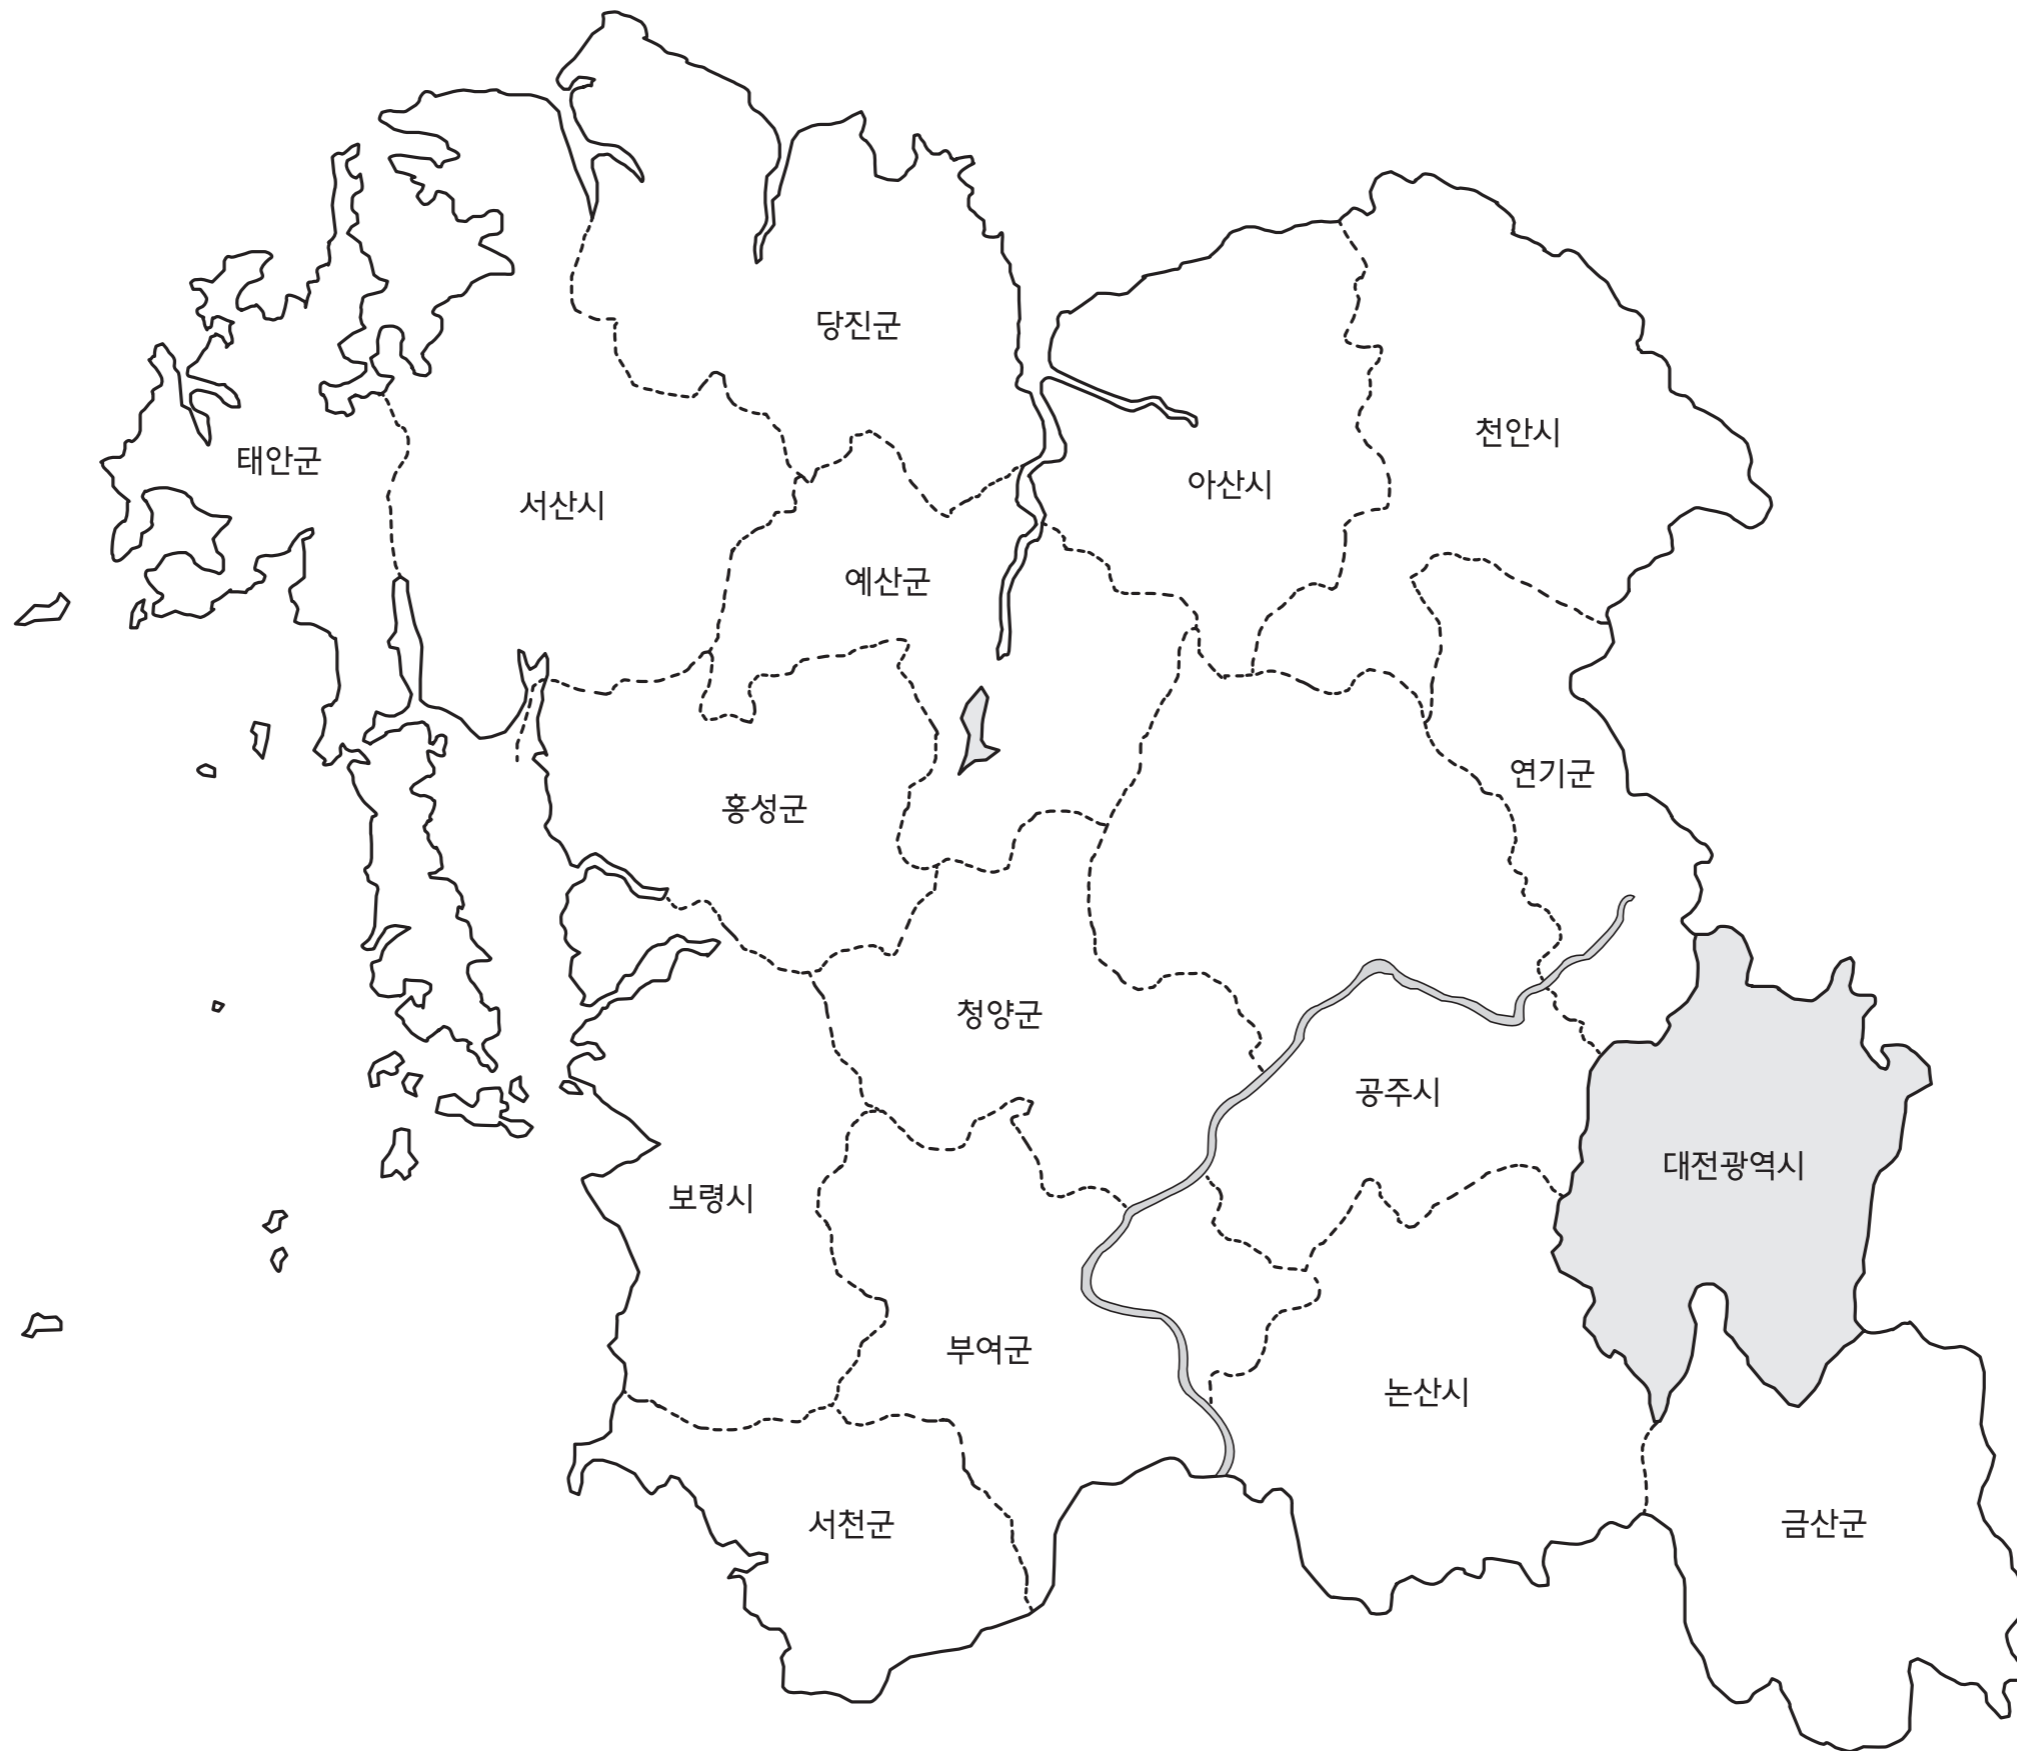 당진군
천안시
태안군
아산시
서산시
예산군
연기군
홍성군
청양군
공주시
대전광역시
보령시
부여군
논산시
서천군
금산군